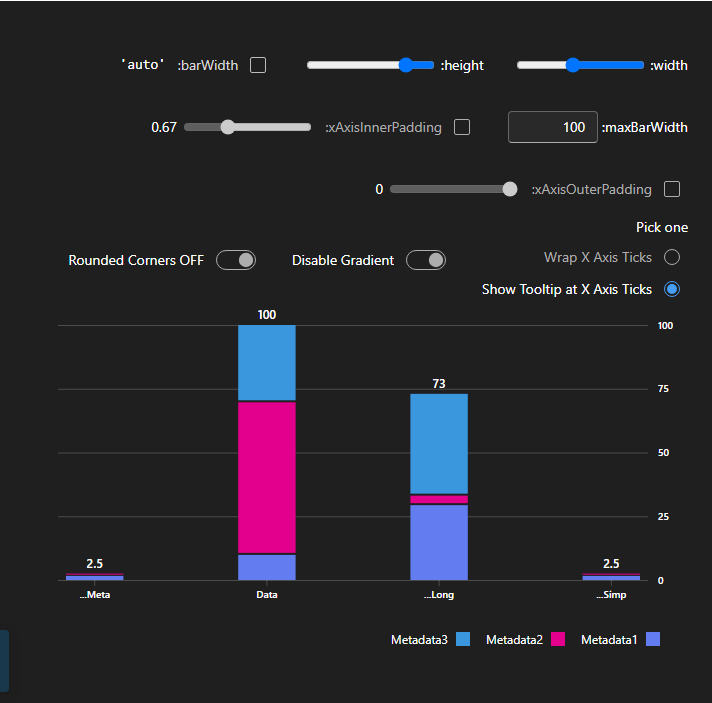 width:
height:
barWidth: 'auto'
maxBarWidth: 100
xAxisInnerPadding: 0.67
xAxisOuterPadding: 0
Pick one
Wrap X Axis Ticks
Show Tooltip at X Axis Ticks
Disable Gradient
Rounded Corners OFF
100
73
2.5
2.5
100
75
50
25
0
Simp...
Long...
Data
Meta...
Metadata1
Metadata2
Metadata3